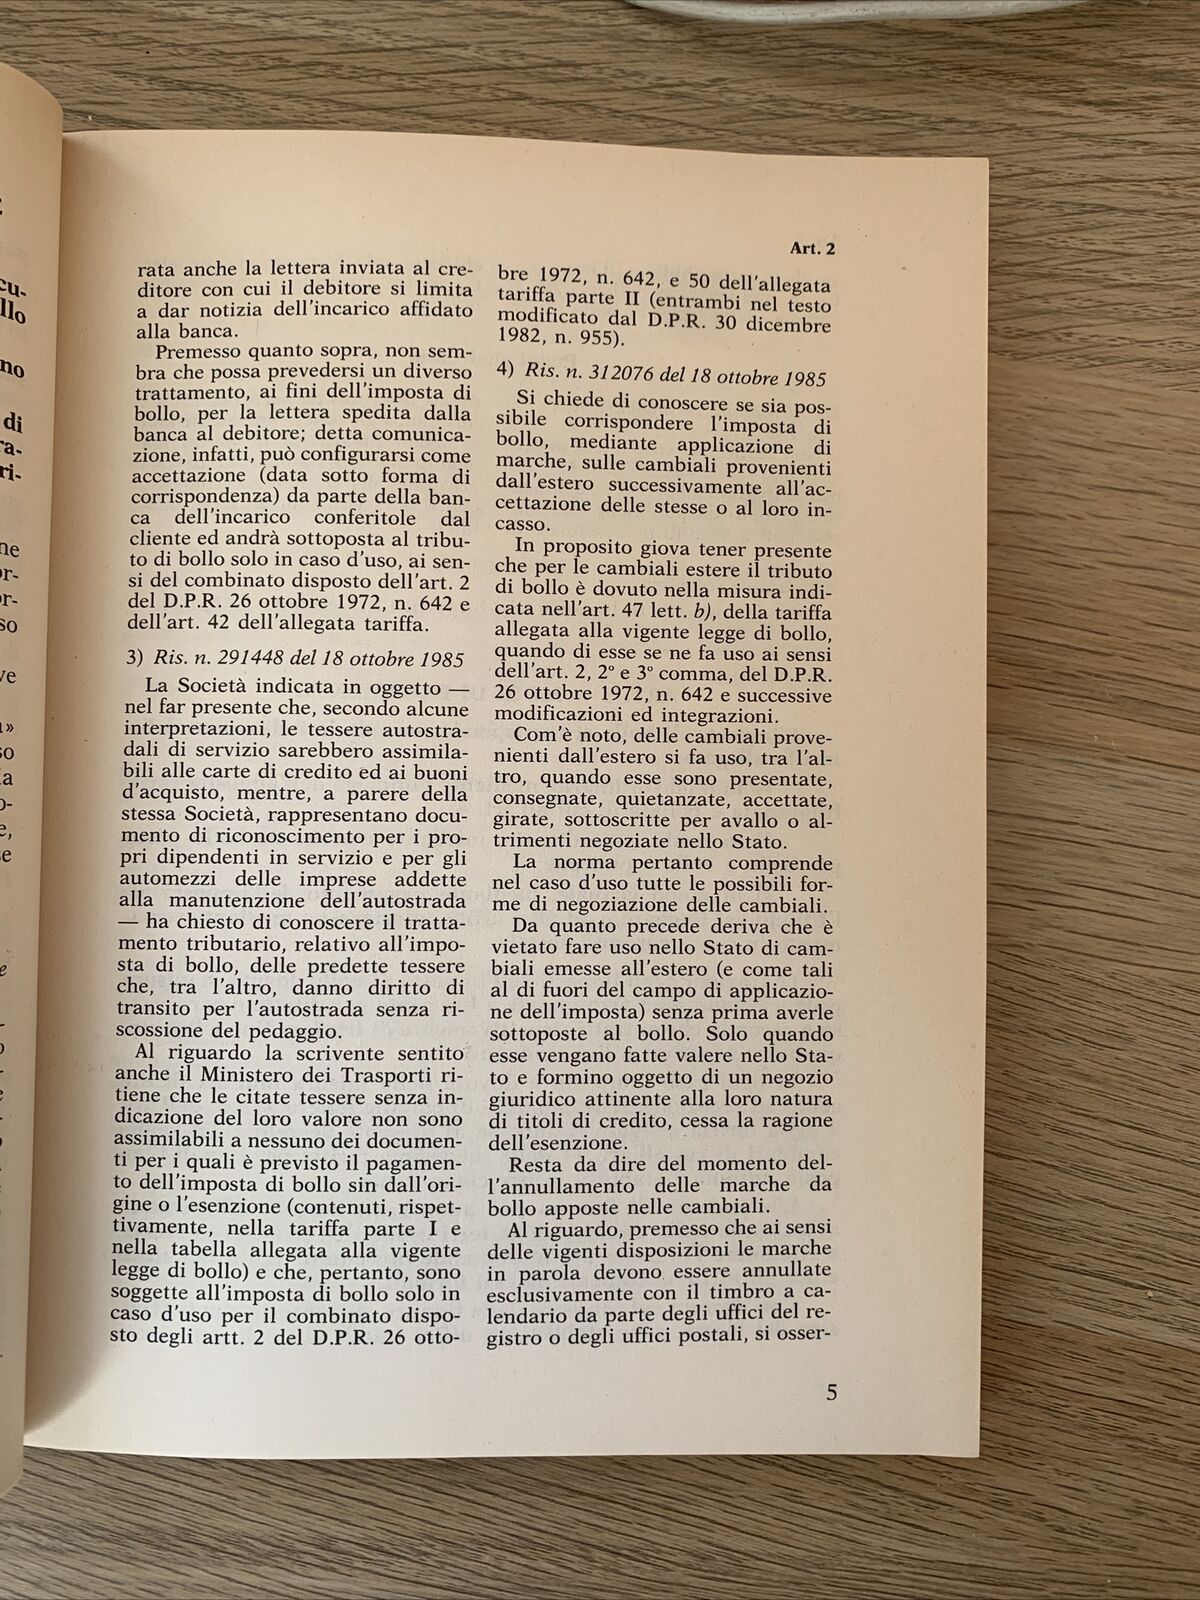 Art. 2
rata anche la lettera inviata al cre-
ditore con cui il debitore si limita
a dar notizia dell'incarico affidato
alla banca.
Premesso quanto sopra, non sem-
bra che possa prevedersi un diverso
trattamento, ai fini dell'imposta di
bollo, per la lettera spedita dalla
banca al debitore; detta comunica-
zione, infatti, può configurarsi come
accettazione (data sotto forma di
corrispondenza) da parte della ban-
ca dell'incarico conferitole dal
cliente ed andrà sottoposta al tribu-
to di bollo solo in caso d'uso, ai sen-
si del combinato disposto dell'art. 2
del D.P.R. 26 ottobre 1972, n. 642 e
dell'art. 42 dell'allegata tariffa.
3) Ris. n. 291448 del 18 ottobre 1985
La Società indicata in oggetto —
nel far presente che, secondo alcune
interpretazioni, le tessere autostra-
dali di servizio sarebbero assimila-
bili alle carte di credito ed ai buoni
d'acquisto, mentre, a parere della
stessa Società, rappresentano docu-
mento di riconoscimento per i pro-
pri dipendenti in servizio e per gli
automezzi delle imprese addette
alla manutenzione dell'autostrada
— ha chiesto di conoscere il tratta-
mento tributario, relativo all'impo-
sta di bollo, delle predette tessere
che, tra l'altro, danno diritto di
transito per l'autostrada senza ri-
scossione del pedaggio.
Al riguardo la scrivente sentito
anche il Ministero dei Trasporti ri-
tiene che le citate tessere senza in-
dicazione del loro valore non sono
assimilabili a nessuno dei documen-
ti per i quali è previsto il pagamen-
to dell'imposta di bollo sin dall'ori-
gine o l'esenzione (contenuti, rispet-
tivamente, nella tariffa parte I e
nella tabella allegata alla vigente
legge di bollo) e che, pertanto, sono
soggette all'imposta di bollo solo in
caso d'uso per il combinato dispo-
sto degli artt. 2 del D.P.R. 26 otto-
bre 1972, n. 642, e 50 dell'allegata
tariffa parte II (entrambi nel testo
modificato dal D.P.R. 30 dicembre
1982, n. 955).
4) Ris. n. 312076 del 18 ottobre 1985
Si chiede di conoscere se sia pos-
sibile corrispondere l'imposta di
bollo, mediante applicazione di
marche, sulle cambiali provenienti
dall'estero successivamente all'ac-
cettazione delle stesse o al loro in-
casso.
In proposito giova tener presente
che per le cambiali estere il tributo
di bollo è dovuto nella misura indi-
cata nell'art. 47 lett. b), della tariffa
allegata alla vigente legge di bollo,
quando di esse se ne fa uso ai sensi
dell'art. 2, 2° e 3° comma, del D.P.R.
26 ottobre 1972, n. 642 e successive
modificazioni ed integrazioni.
Com'è noto, delle cambiali prove-
nienti dall'estero si fa uso, tra l'al-
tro, quando esse sono presentate,
consegnate, quietanzate, accettate,
girate, sottoscritte per avallo o al-
trimenti negoziate nello Stato.
La norma pertanto comprende
nel caso d'uso tutte le possibili for-
me di negoziazione delle cambiali.
Da quanto precede deriva che è
vietato fare uso nello Stato di cam-
biali emesse all'estero (e come tali
al di fuori del campo di applicazio-
ne dell'imposta) senza prima averle
sottoposte al bollo. Solo quando
esse vengano fatte valere nello Sta-
to e formino oggetto di un negozio
giuridico attinente alla loro natura
di titoli di credito, cessa la ragione
dell'esenzione.
Resta da dire del momento del-
l'annullamento delle marche da
bollo apposte nelle cambiali.
Al riguardo, premesso che ai sensi
delle vigenti disposizioni le marche
in parola devono essere annullate
esclusivamente con il timbro a ca-
lendario da parte degli uffici del re-
gistro o degli uffici postali, si osser-
5